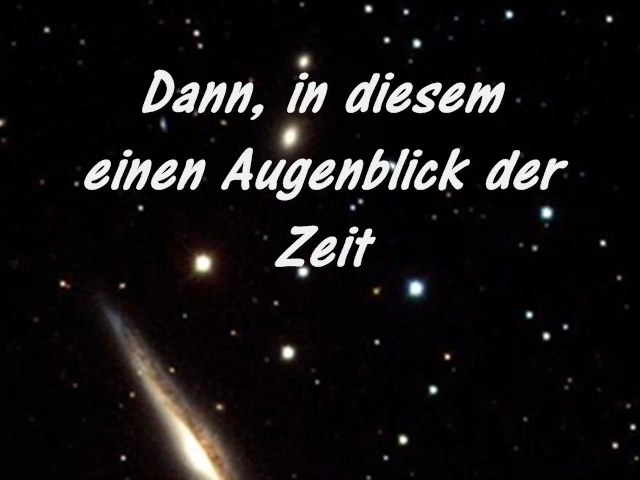 Dann, in diesem
einen Augenblick der
Zeit